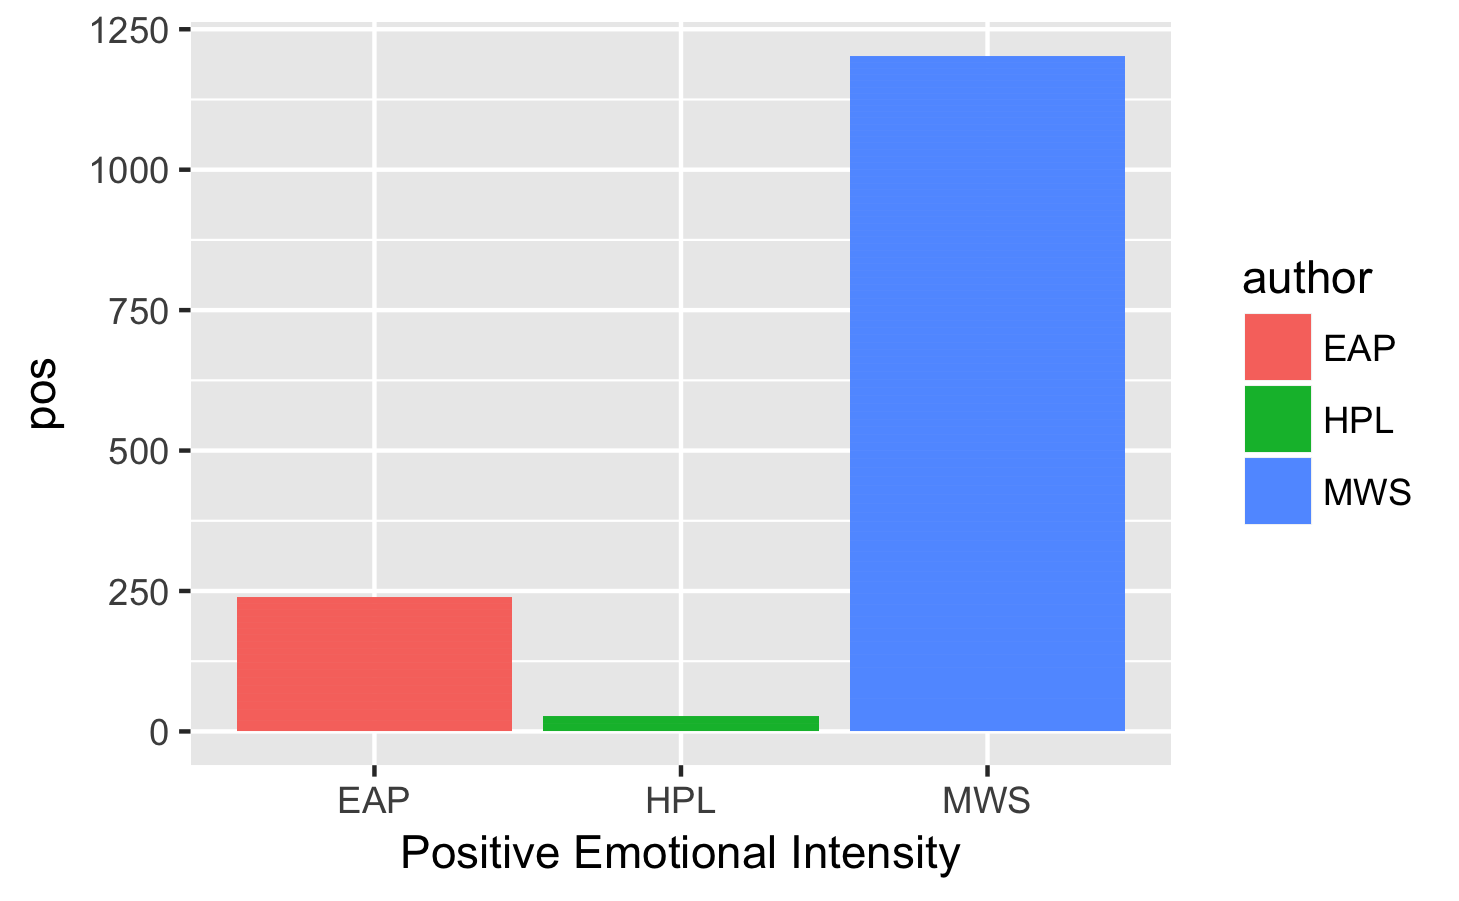 1250
1000
750
500
250
0
pos
EAP
HPL
MWS
Positive Emotional Intensity
author
EAP
HPL
MWS